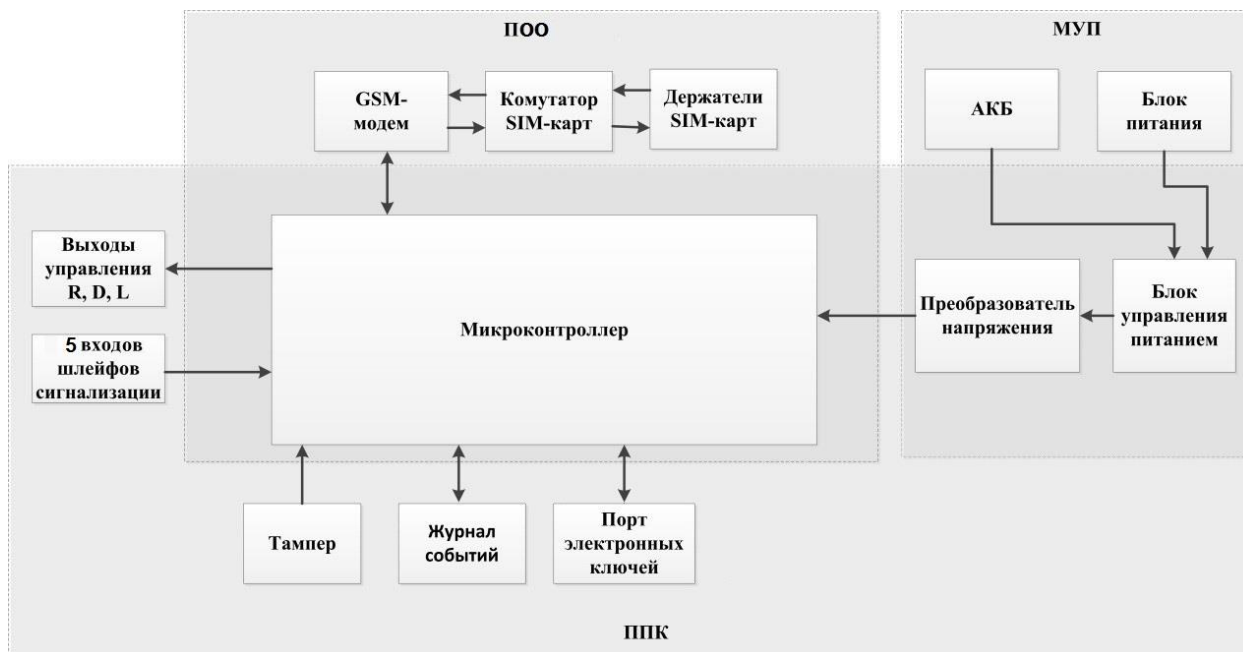 ПОО
МУП
GSM-
модем
Комутатор
SIM-карт
Держатели
SIM-карт
АКБ
Блок
питания
Выходы
управления
R, D, L
5 входов
шлейфов
сигнализации
Микроконтроллер
Преобразователь
напряжения
Блок
управления
питанием
Тампер
Журнал
событий
Порт
электронных
ключей
ППК